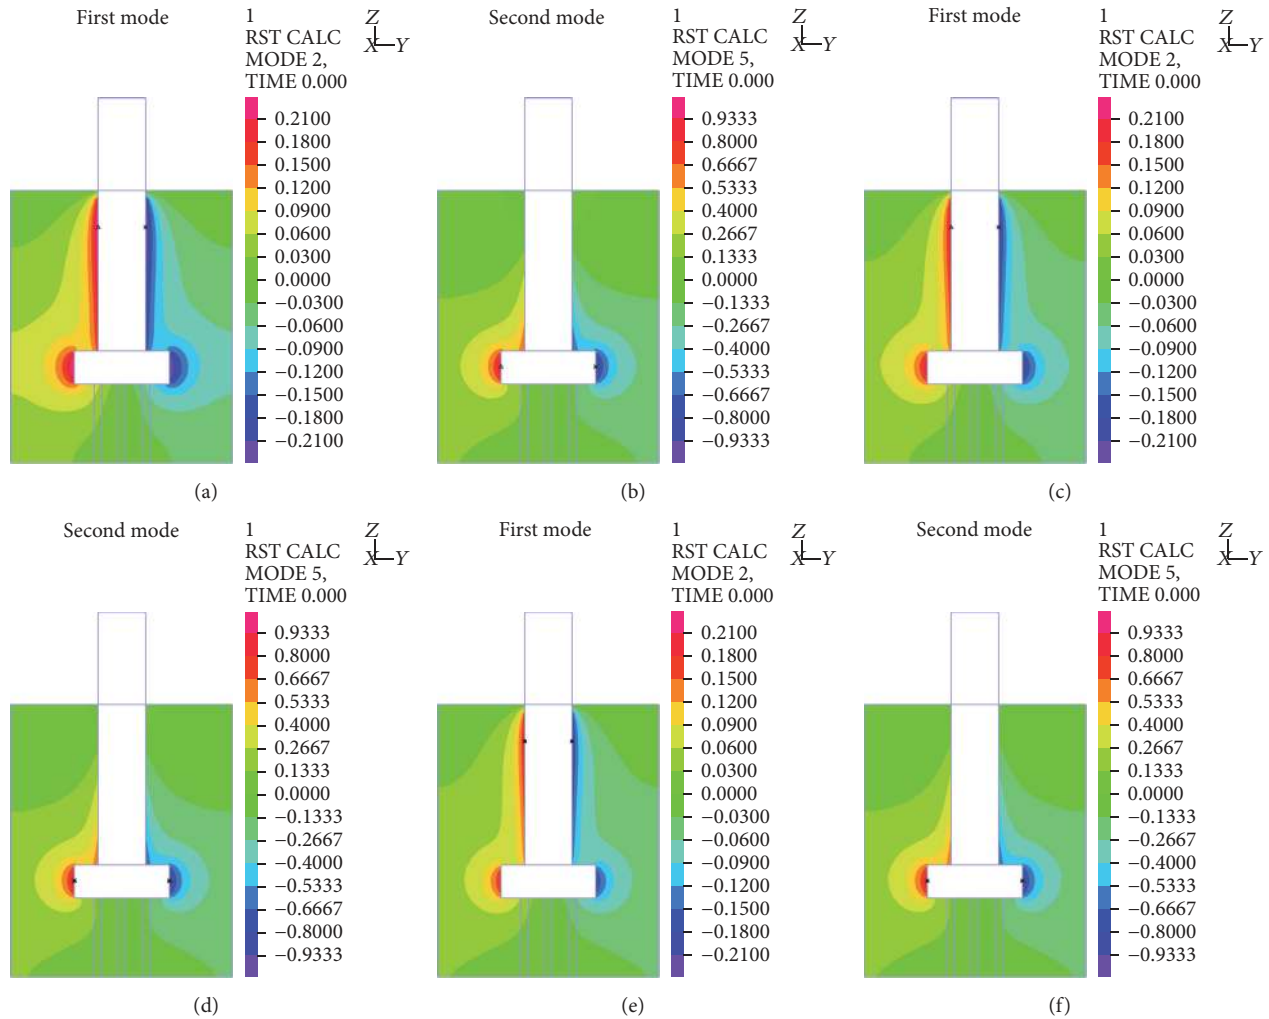 First mode
1
RST CALC
MODE 2,
TIME 0.000
Z
X Y
0.2100
0.1800
0.1500
0.1200
0.0900
0.0600
0.0300
0.0000
−0.0300
−0.0600
−0.0900
−0.1200
−0.1500
−0.1800
−0.2100
(a)
Second mode
1
RST CALC
MODE 5,
TIME 0.000
Z
X Y
0.9333
0.8000
0.6667
0.5333
0.4000
0.2667
0.1333
0.0000
−0.1333
−0.2667
−0.4000
−0.5333
−0.6667
−0.8000
−0.9333
(b)
First mode
1
RST CALC
MODE 2,
TIME 0.000
Z
X Y
0.2100
0.1800
0.1500
0.1200
0.0900
0.0600
0.0300
0.0000
−0.0300
−0.0600
−0.0900
−0.1200
−0.1500
−0.1800
−0.2100
(c)
Second mode
1
RST CALC
MODE 5,
TIME 0.000
Z
X Y
0.9333
0.8000
0.6667
0.5333
0.4000
0.2667
0.1333
0.0000
−0.1333
−0.2667
−0.4000
−0.5333
−0.6667
−0.8000
−0.9333
(d)
First mode
1
RST CALC
MODE 2,
TIME 0.000
Z
X Y
0.2100
0.1800
0.1500
0.1200
0.0900
0.0600
0.0300
0.0000
−0.0300
−0.0600
−0.0900
−0.1200
−0.1500
−0.1800
−0.2100
(e)
Second mode
1
RST CALC
MODE 5,
TIME 0.000
Z
X Y
0.9333
0.8000
0.6667
0.5333
0.4000
0.2667
0.1333
0.0000
−0.1333
−0.2667
−0.4000
−0.5333
−0.6667
−0.8000
−0.9333
(f)